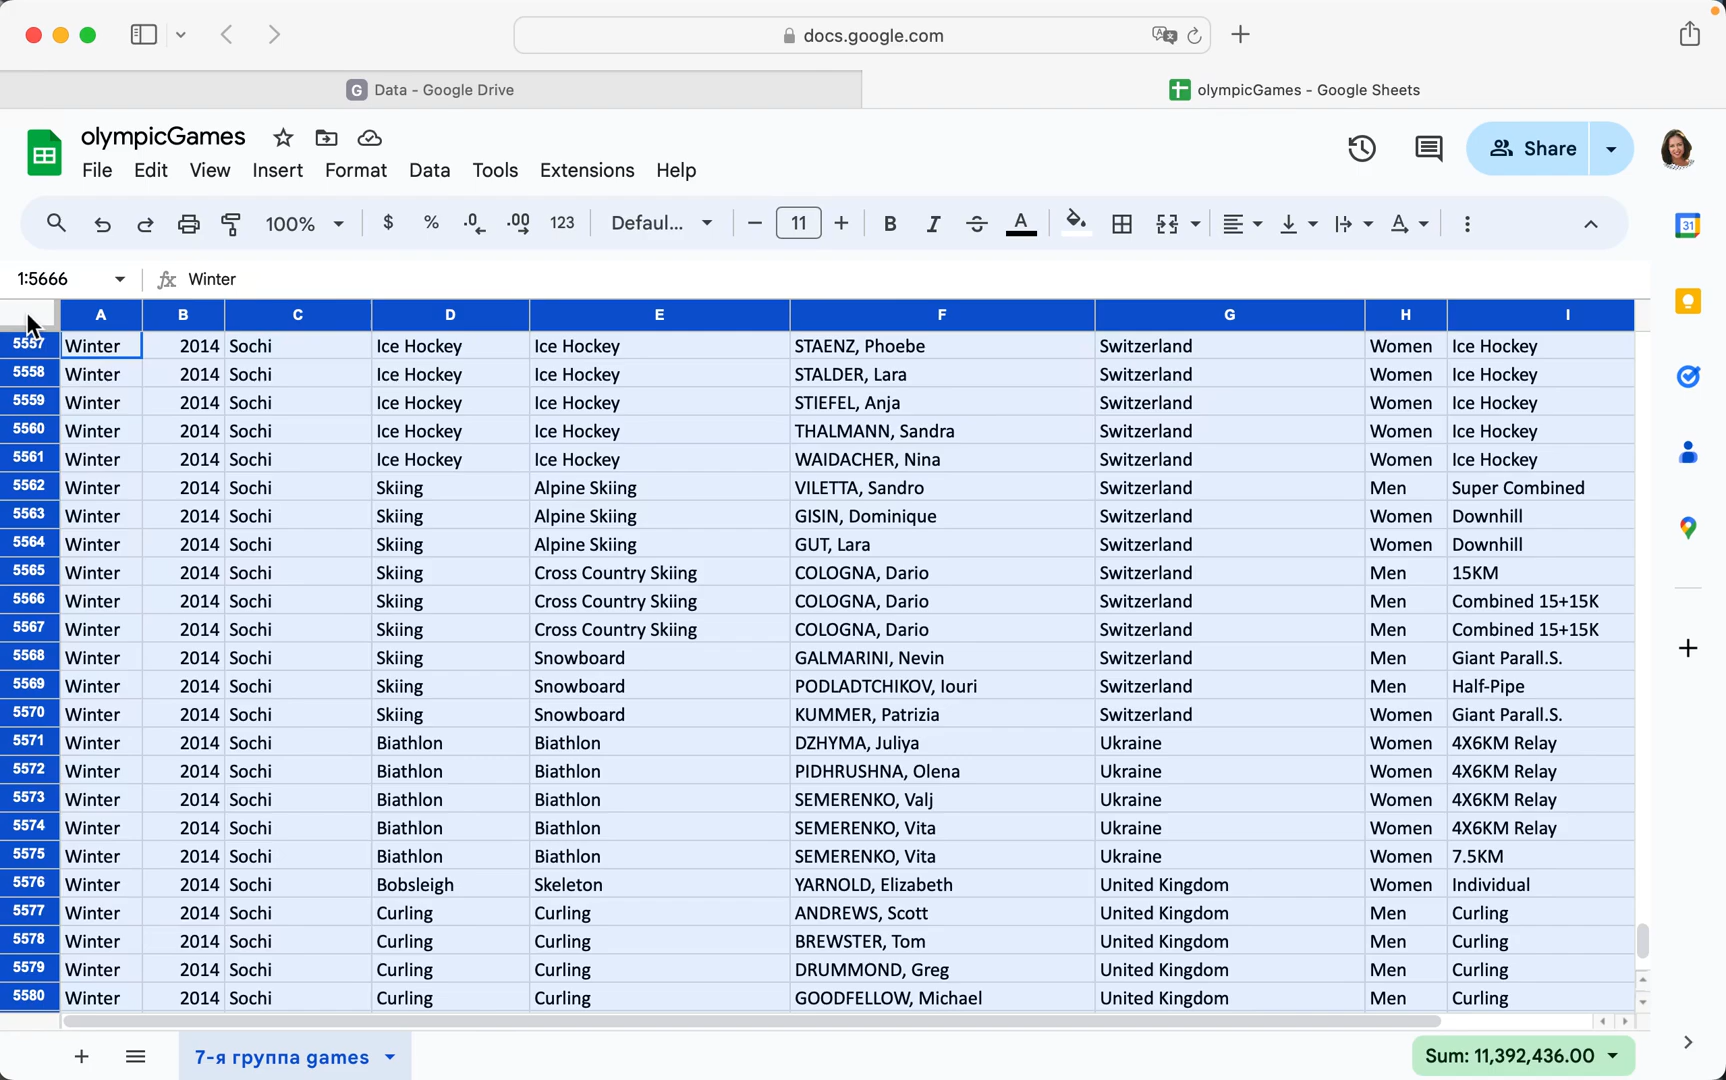 docs.google.com
G Data - Google Drive
olympicGames - Google Sheets
olympicGames
File Edit View Insert Format Data Tools Extensions Help
Share
100% $ % .0 .00 123 Defaul... 11 B I A
31
1:5666 fx Winter
A B C D E F G H I
5557 Winter 2014 Sochi Ice Hockey Ice Hockey STAENZ, Phoebe Switzerland Women Ice Hockey
5558 Winter 2014 Sochi Ice Hockey Ice Hockey STALDER, Lara Switzerland Women Ice Hockey
5559 Winter 2014 Sochi Ice Hockey Ice Hockey STIEFEL, Anja Switzerland Women Ice Hockey
5560 Winter 2014 Sochi Ice Hockey Ice Hockey THALMANN, Sandra Switzerland Women Ice Hockey
5561 Winter 2014 Sochi Ice Hockey Ice Hockey WAIDACHER, Nina Switzerland Women Ice Hockey
5562 Winter 2014 Sochi Skiing Alpine Skiing VILETTA, Sandro Switzerland Men Super Combined
5563 Winter 2014 Sochi Skiing Alpine Skiing GISIN, Dominique Switzerland Women Downhill
5564 Winter 2014 Sochi Skiing Alpine Skiing GUT, Lara Switzerland Women Downhill
5565 Winter 2014 Sochi Skiing Cross Country Skiing COLOGNA, Dario Switzerland Men 15KM
5566 Winter 2014 Sochi Skiing Cross Country Skiing COLOGNA, Dario Switzerland Men Combined 15+15K
5567 Winter 2014 Sochi Skiing Cross Country Skiing COLOGNA, Dario Switzerland Men Combined 15+15K
5568 Winter 2014 Sochi Skiing Snowboard GALMARINI, Nevin Switzerland Men Giant Parall.S.
5569 Winter 2014 Sochi Skiing Snowboard PODLADTCHIKOV, Iouri Switzerland Men Half-Pipe
5570 Winter 2014 Sochi Skiing Snowboard KUMMER, Patrizia Switzerland Women Giant Parall.S.
5571 Winter 2014 Sochi Biathlon Biathlon DZHYMA, Juliya Ukraine Women 4X6KM Relay
5572 Winter 2014 Sochi Biathlon Biathlon PIDHRUSHNA, Olena Ukraine Women 4X6KM Relay
5573 Winter 2014 Sochi Biathlon Biathlon SEMERENKO, Valj Ukraine Women 4X6KM Relay
5574 Winter 2014 Sochi Biathlon Biathlon SEMERENKO, Vita Ukraine Women 4X6KM Relay
5575 Winter 2014 Sochi Biathlon Biathlon SEMERENKO, Vita Ukraine Women 7.5KM
5576 Winter 2014 Sochi Bobsleigh Skeleton YARNOLD, Elizabeth United Kingdom Women Individual
5577 Winter 2014 Sochi Curling Curling ANDREWS, Scott United Kingdom Men Curling
5578 Winter 2014 Sochi Curling Curling BREWSTER, Tom United Kingdom Men Curling
5579 Winter 2014 Sochi Curling Curling DRUMMOND, Greg United Kingdom Men Curling
5580 Winter 2014 Sochi Curling Curling GOODFELLOW, Michael United Kingdom Men Curling
7-я группа games
Sum: 11,392,436.00